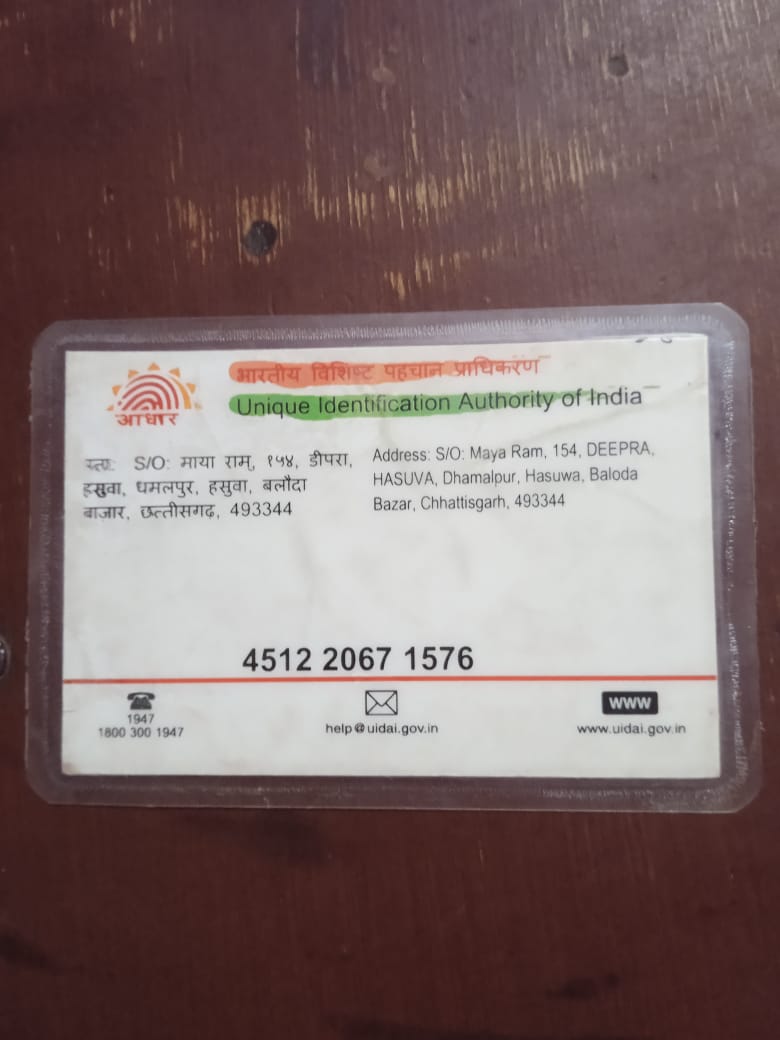 भारतीय विशिष्ट पहचान प्राधिकरण
Unique Identification Authority of India
आधार
S/O: माया राम, १५४, डीपरा,
हसुवा, धमलपुर, हसुवा, बलौदा
बाजार, छत्तीसगढ़, 493344
Address: S/O: Maya Ram, 154, DEEPRA,
HASUVA, Dhamalpur, Hasuwa, Baloda
Bazar, Chhattisgarh, 493344
4512 2067 1576
1947
1800 300 1947
help@uidai.gov.in
WWW
www.uidai.gov.in